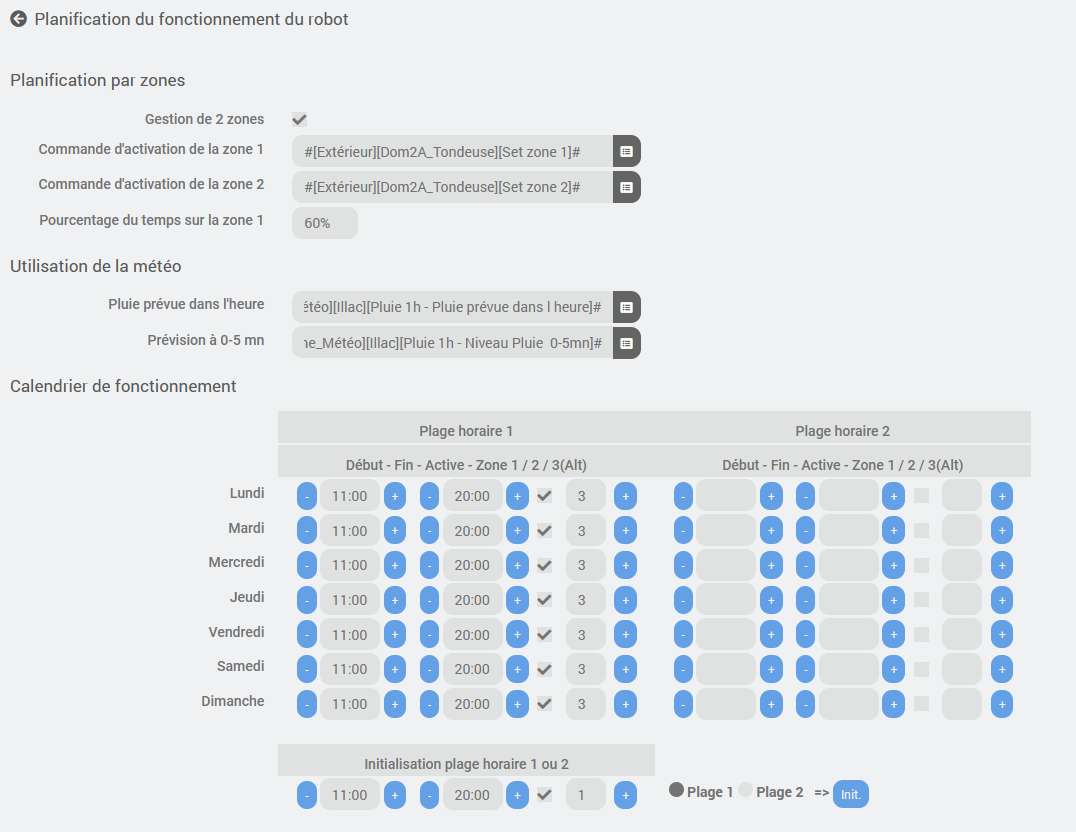 Planification du fonctionnement du robot
Planification par zones
Gestion de 2 zones
Commande d'activation de la zone 1 #[Extérieur][Dom2A_Tondeuse][Set zone 1]#
Commande d'activation de la zone 2 #[Extérieur][Dom2A_Tondeuse][Set zone 2]#
Pourcentage du temps sur la zone 1 60%
Utilisation de la météo
Pluie prévue dans l'heure étéo][Illac][Pluie 1h - Pluie prévue dans l heure]#
Prévision à 0-5 mn ne_Météo][Illac][Pluie 1h - Niveau Pluie 0-5mn]#
Calendrier de fonctionnement
Plage horaire 1 Plage horaire 2
Début - Fin - Active - Zone 1 / 2 / 3(Alt) Début - Fin - Active - Zone 1 / 2 / 3(Alt)
Lundi - 11:00 + - 20:00 + 3 + - + - + +
Mardi - 11:00 + - 20:00 + 3 + - + - + +
Mercredi - 11:00 + - 20:00 + 3 + - + - + +
Jeudi - 11:00 + - 20:00 + 3 + - + - + +
Vendredi - 11:00 + - 20:00 + 3 + - + - + +
Samedi - 11:00 + - 20:00 + 3 + - + - + +
Dimanche - 11:00 + - 20:00 + 3 + - + - + +
Initialisation plage horaire 1 ou 2
- 11:00 + - 20:00 + 1 + Plage 1 Plage 2 => Init.